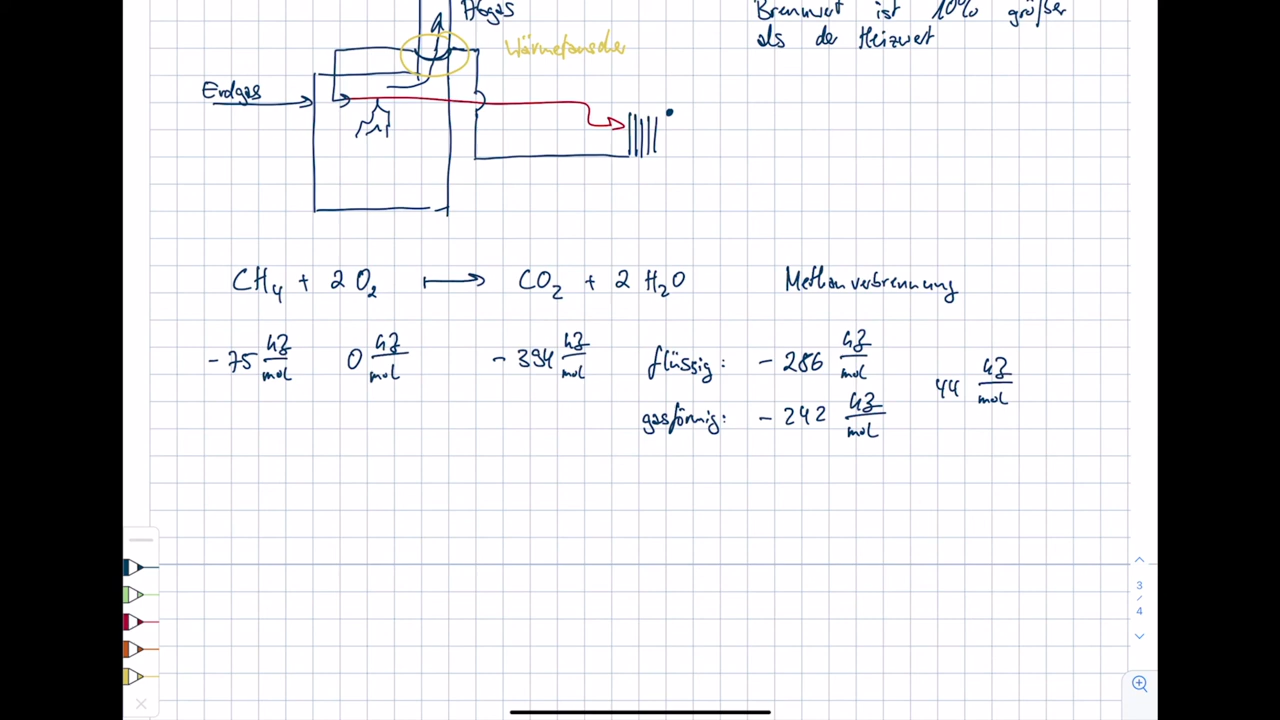 Abgas
Brennwert ist 10% größer
als der Heizwert
Wärmetauscher
Erdgas
CH4 + 2 O2 ⟼ CO2 + 2 H2O Methanverbrennung
-75 kJ/mol 0 kJ/mol -394 kJ/mol flüssig: -286 kJ/mol
44 kJ/mol
gasförmig: -242 kJ/mol
3
/
4